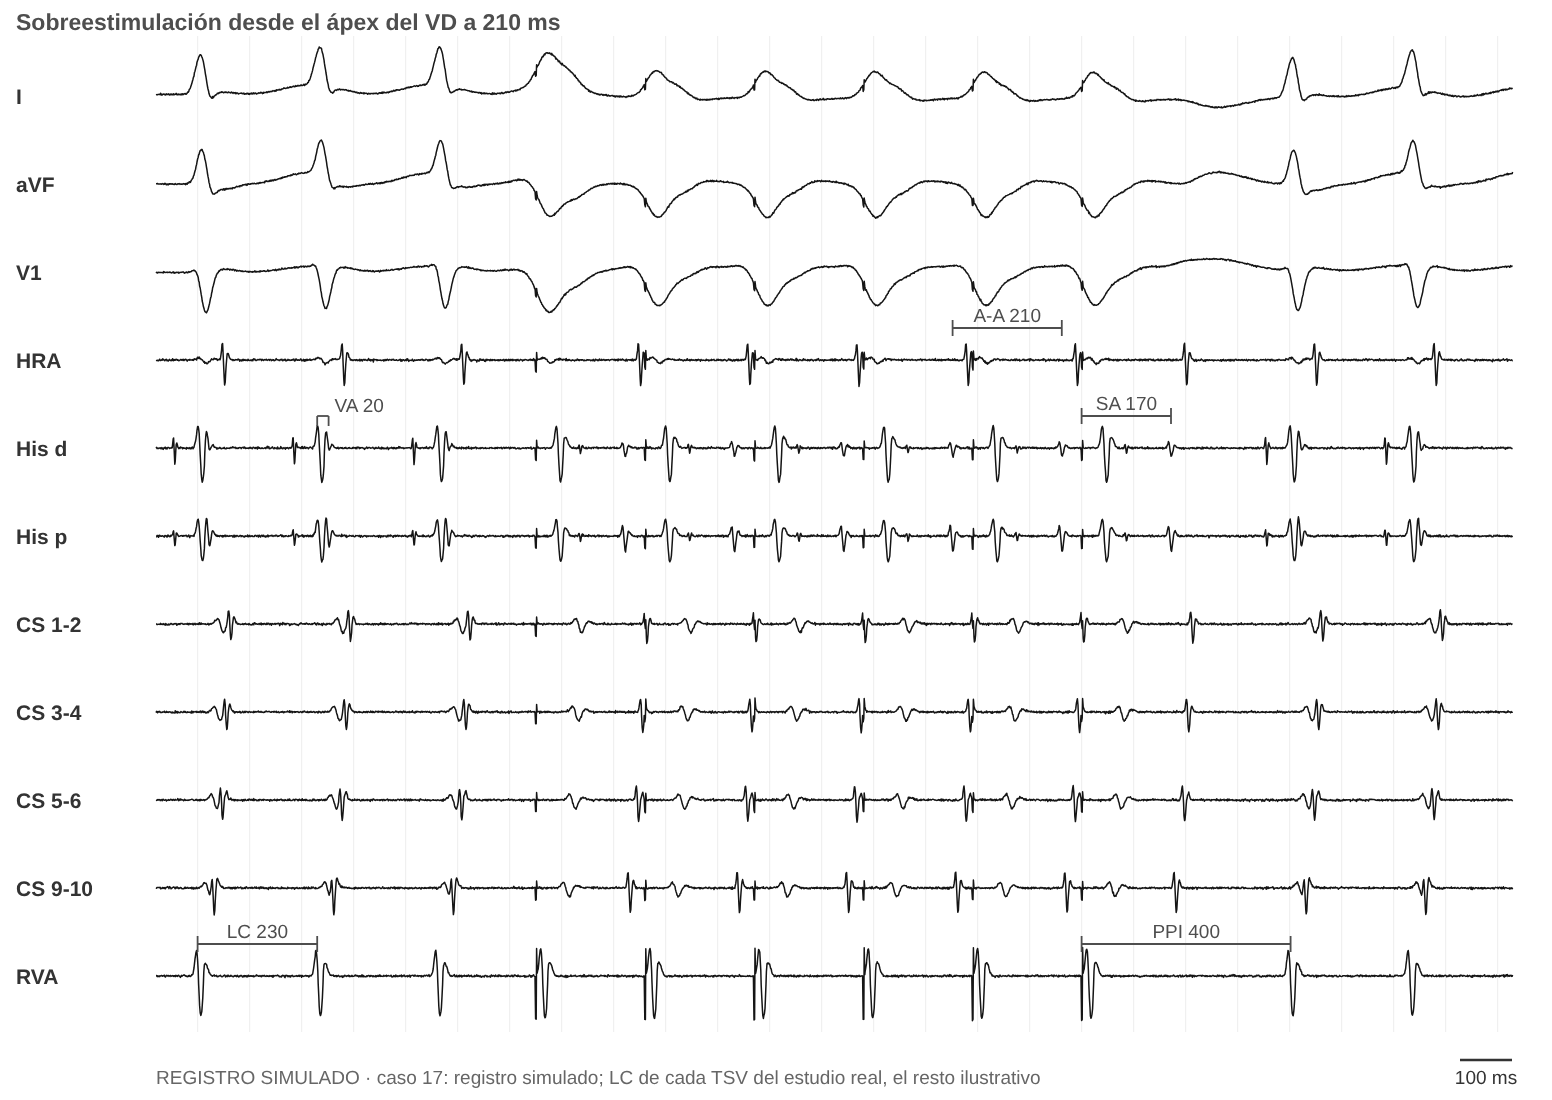 Sobreestimulación desde el ápex del VD a 210 ms
I
aVF
V1
A-A 210
HRA
VA 20
SA 170
His d
His p
CS 1-2
CS 3-4
CS 5-6
CS 9-10
LC 230
PPI 400
RVA
REGISTRO SIMULADO · caso 17: registro simulado; LC de cada TSV del estudio real, el resto ilustrativo
100 ms